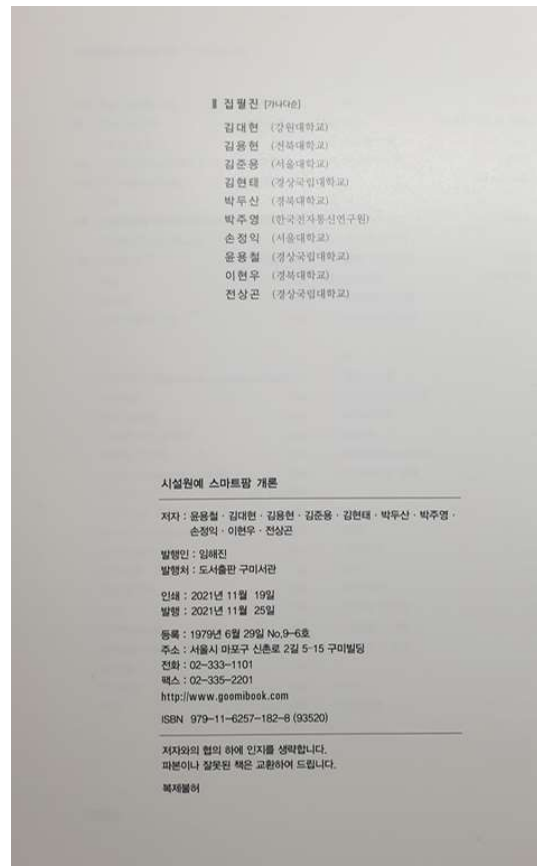 집필진 [가나다순]
김대현 (강원대학교)
김용현 (전북대학교)
김준용 (서울대학교)
김현태 (경상국립대학교)
박두산 (경북대학교)
박주영 (한국전자통신연구원)
손정익 (서울대학교)
윤용철 (경상국립대학교)
이현우 (경북대학교)
전상곤 (경상국립대학교)
시설원예 스마트팜 개론
저자 : 윤용철 · 김대현 · 김용현 · 김준용 · 김현태 · 박두산 · 박주영 ·
손정익 · 이현우 · 전상곤
발행인 : 임해진
발행처 : 도서출판 구미서관
인쇄 : 2021년 11월 19일
발행 : 2021년 11월 25일
등록 : 1979년 6월 29일 No,9-6호
주소 : 서울시 마포구 신촌로 2길 5-15 구미빌딩
전화 : 02-333-1101
팩스 : 02-335-2201
http://www.goomibook.com
ISBN 979-11-6257-182-8 (93520)
저자와의 협의 하에 인지를 생략합니다.
파본이나 잘못된 책은 교환하여 드립니다.
복제불허